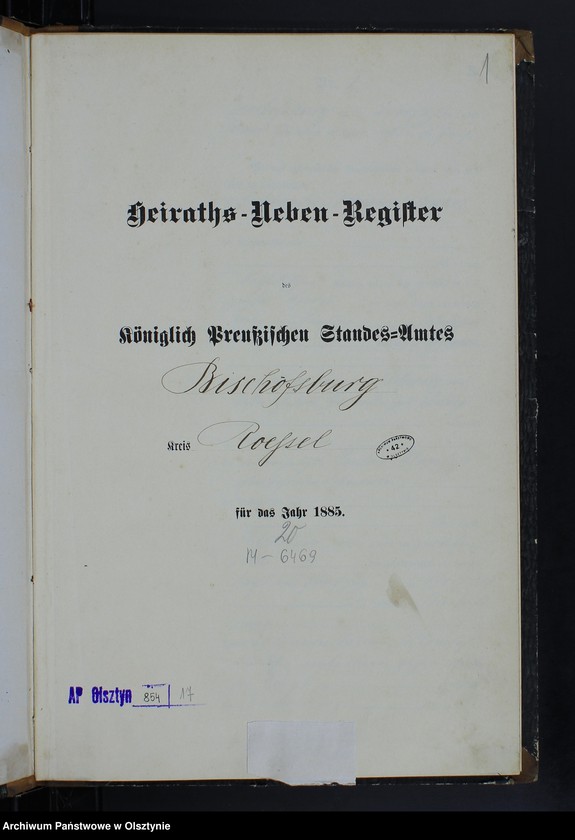 1
Heiraths-Neben-Register
des
Königlich Preußischen Standes-Amtes
Bischofsburg
Kreis Roessel
42
für das Jahr 1885.
20
M-6469
AP Olsztyn 854 17
Archiwum Państwowe w Olsztynie